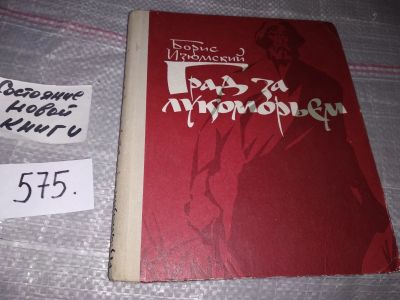 Состояние
новой
книги
575.
Борис
Изюмский
Град за
лукоморьем